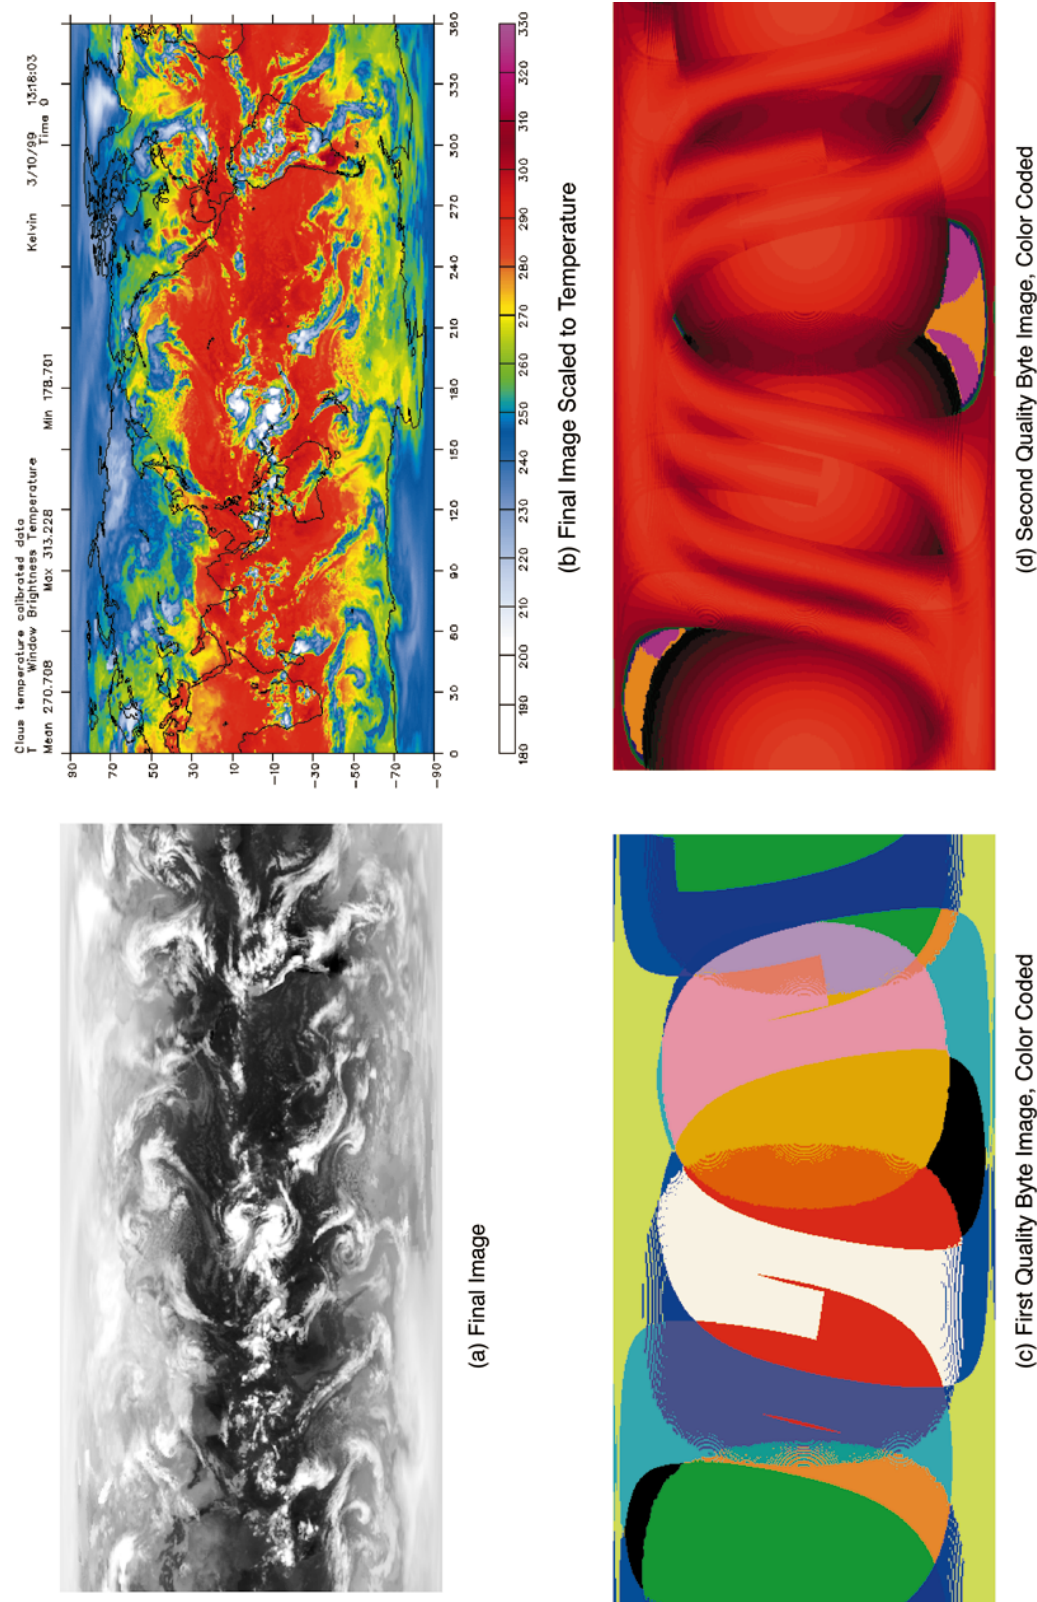 (a) Final Image
Claus temperature calibrated data
T Window Brightness Temperature Kelvin 3/10/99 13:18:03
Mean 270.708 Max 313.228 Min 178.701 Time 0
90
70
50
30
10
-10
-30
-50
-70
-90
0 30 60 90 120 150 180 210 240 270 300 330 360
180 190 200 210 220 230 240 250 260 270 280 290 300 310 320 330
(b) Final Image Scaled to Temperature
(c) First Quality Byte Image, Color Coded
(d) Second Quality Byte Image, Color Coded